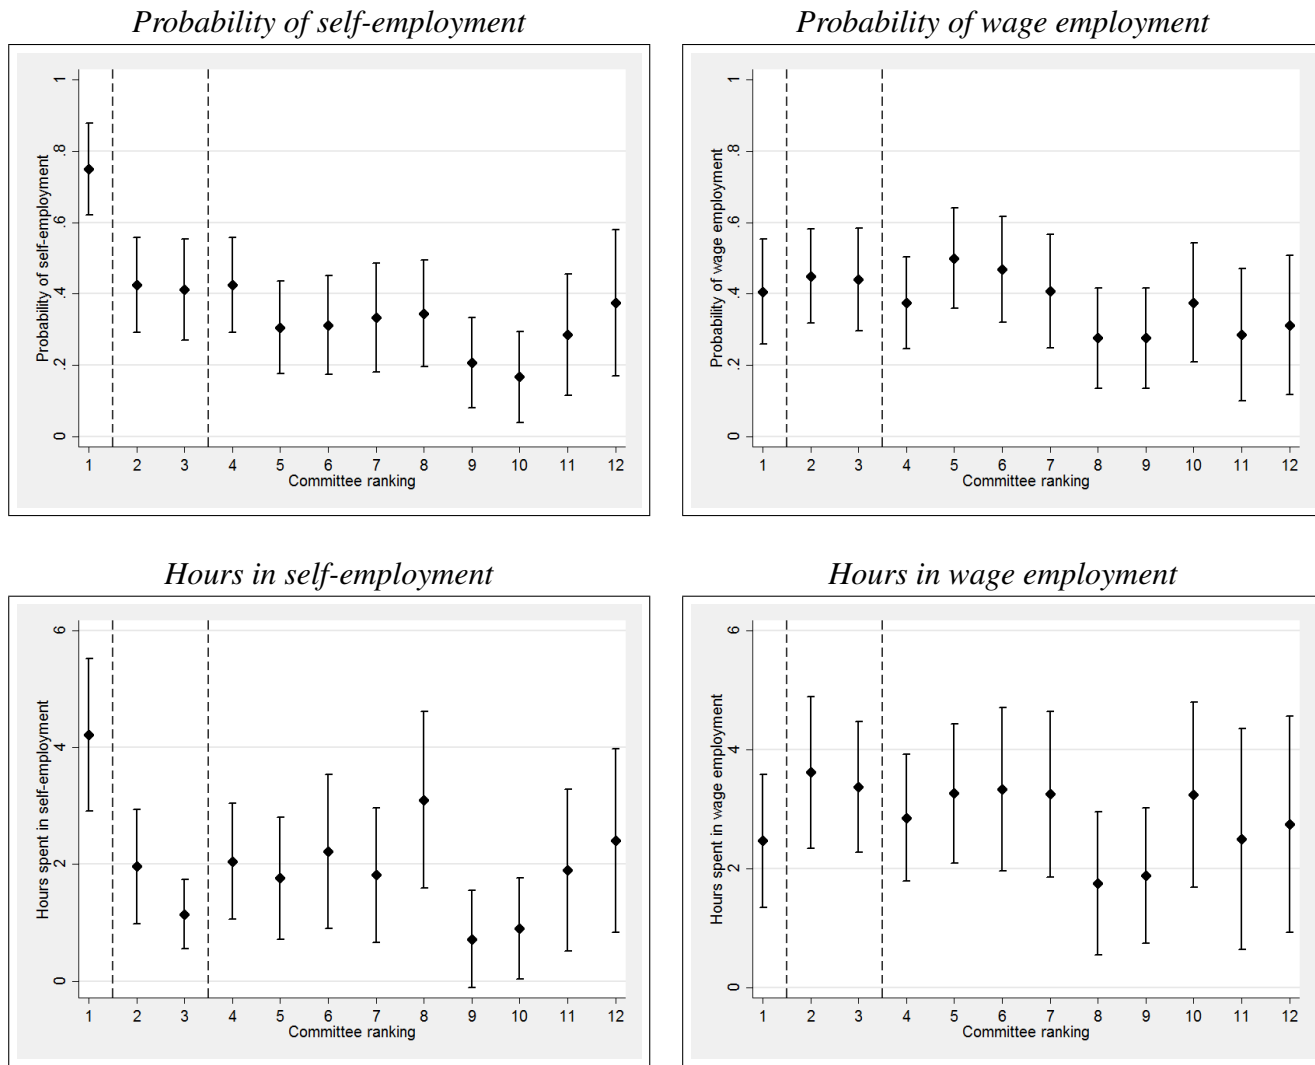 Probability of self-employment
Probability of self-employment
0 .2 .4 .6 .8 1
1 2 3 4 5 6 7 8 9 10 11 12
Committee ranking
Probability of wage employment
Probability of wage employment
0 .2 .4 .6 .8 1
1 2 3 4 5 6 7 8 9 10 11 12
Committee ranking
Hours in self-employment
Hours spent in self-employment
0 2 4 6
1 2 3 4 5 6 7 8 9 10 11 12
Committee ranking
Hours in wage employment
Hours spent in wage employment
0 2 4 6
1 2 3 4 5 6 7 8 9 10 11 12
Committee ranking